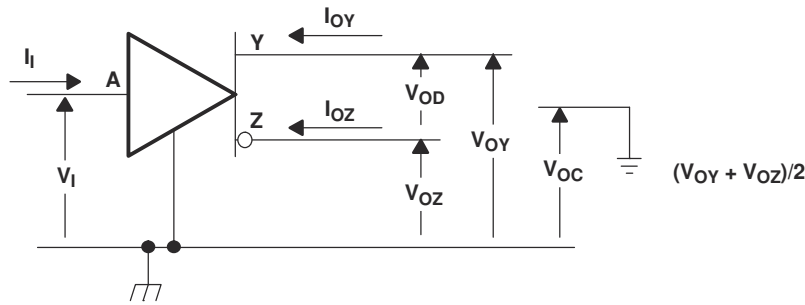 I_OY
I_I
A
Y
V_OD
Z
I_OZ
V_OY
V_I
V_OZ
V_OC
(V_OY + V_OZ)/2